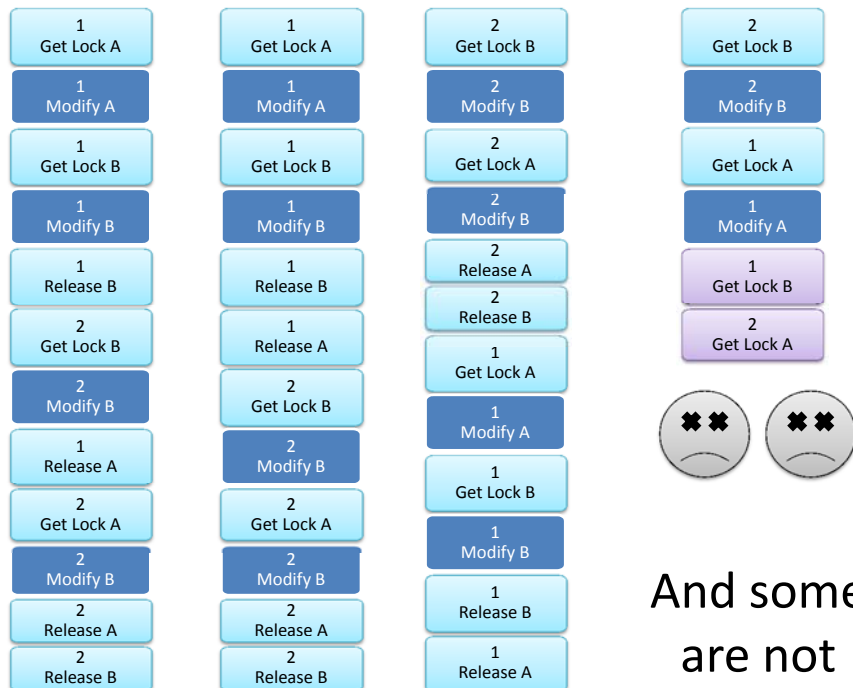 1
Get Lock A
1
Modify A
1
Get Lock B
1
Modify B
1
Release B
2
Get Lock B
2
Modify B
1
Release A
2
Get Lock A
2
Modify B
2
Release A
2
Release B
1
Get Lock A
1
Modify A
1
Get Lock B
1
Modify B
1
Release B
1
Release A
2
Get Lock B
2
Modify B
2
Get Lock A
2
Modify B
2
Release A
2
Release B
2
Get Lock B
2
Modify B
2
Get Lock A
2
Modify B
2
Release A
2
Release B
1
Get Lock A
1
Modify A
1
Get Lock B
1
Modify B
1
Release B
1
Release A
2
Get Lock B
2
Modify B
1
Get Lock A
1
Modify A
1
Get Lock B
2
Get Lock A
And some
are not